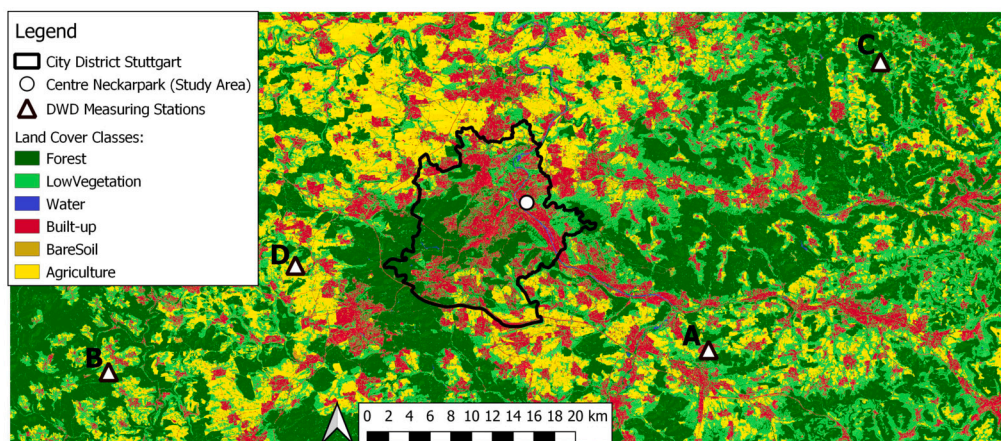 Legend
City District Stuttgart
Centre Neckarpark (Study Area)
DWD Measuring Stations
Land Cover Classes:
Forest
LowVegetation
Water
Built-up
BareSoil
Agriculture
C
D
A
B
0 2 4 6 8 10 12 14 16 18 20 km